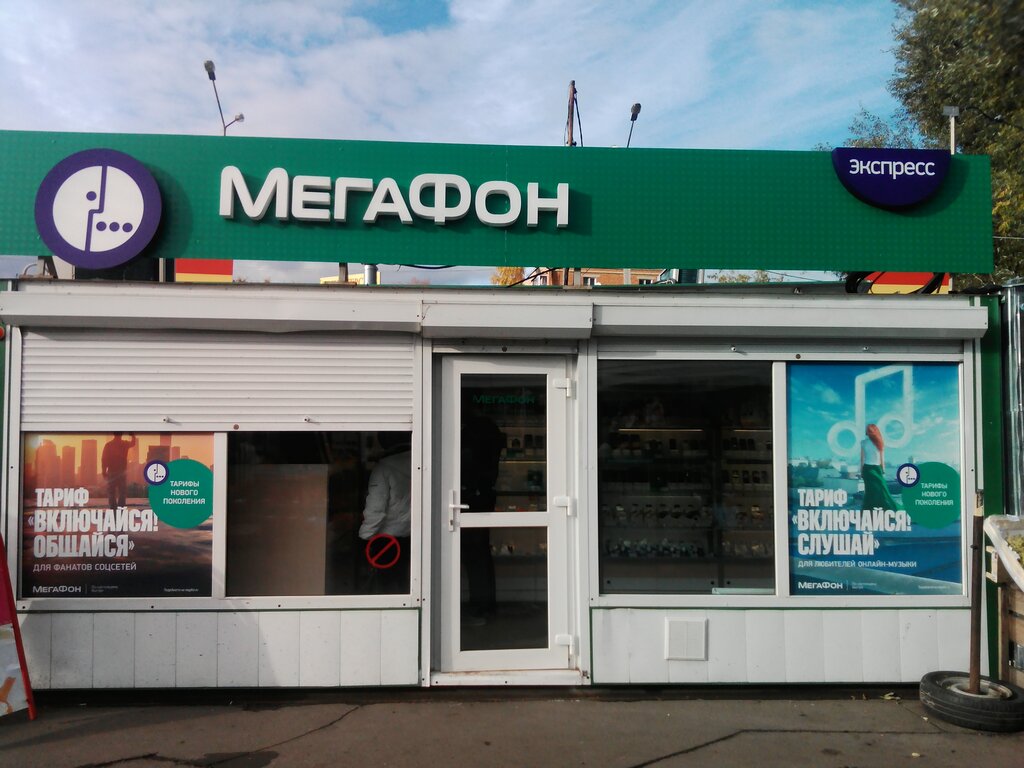 МЕГАФОН
экспресс
МЕГАФОН
ТАРИФЫ
НОВОГО
ПОКОЛЕНИЯ
ТАРИФ
«ВКЛЮЧАЙСЯ!
ОБЩАЙСЯ»
ДЛЯ ФАНАТОВ СОЦСЕТЕЙ
МЕГАФОН
ТАРИФЫ
НОВОГО
ПОКОЛЕНИЯ
ТАРИФ
«ВКЛЮЧАЙСЯ!
СЛУШАЙ»
ДЛЯ ЛЮБИТЕЛЕЙ ОНЛАЙН-МУЗЫКИ
МЕГАФОН